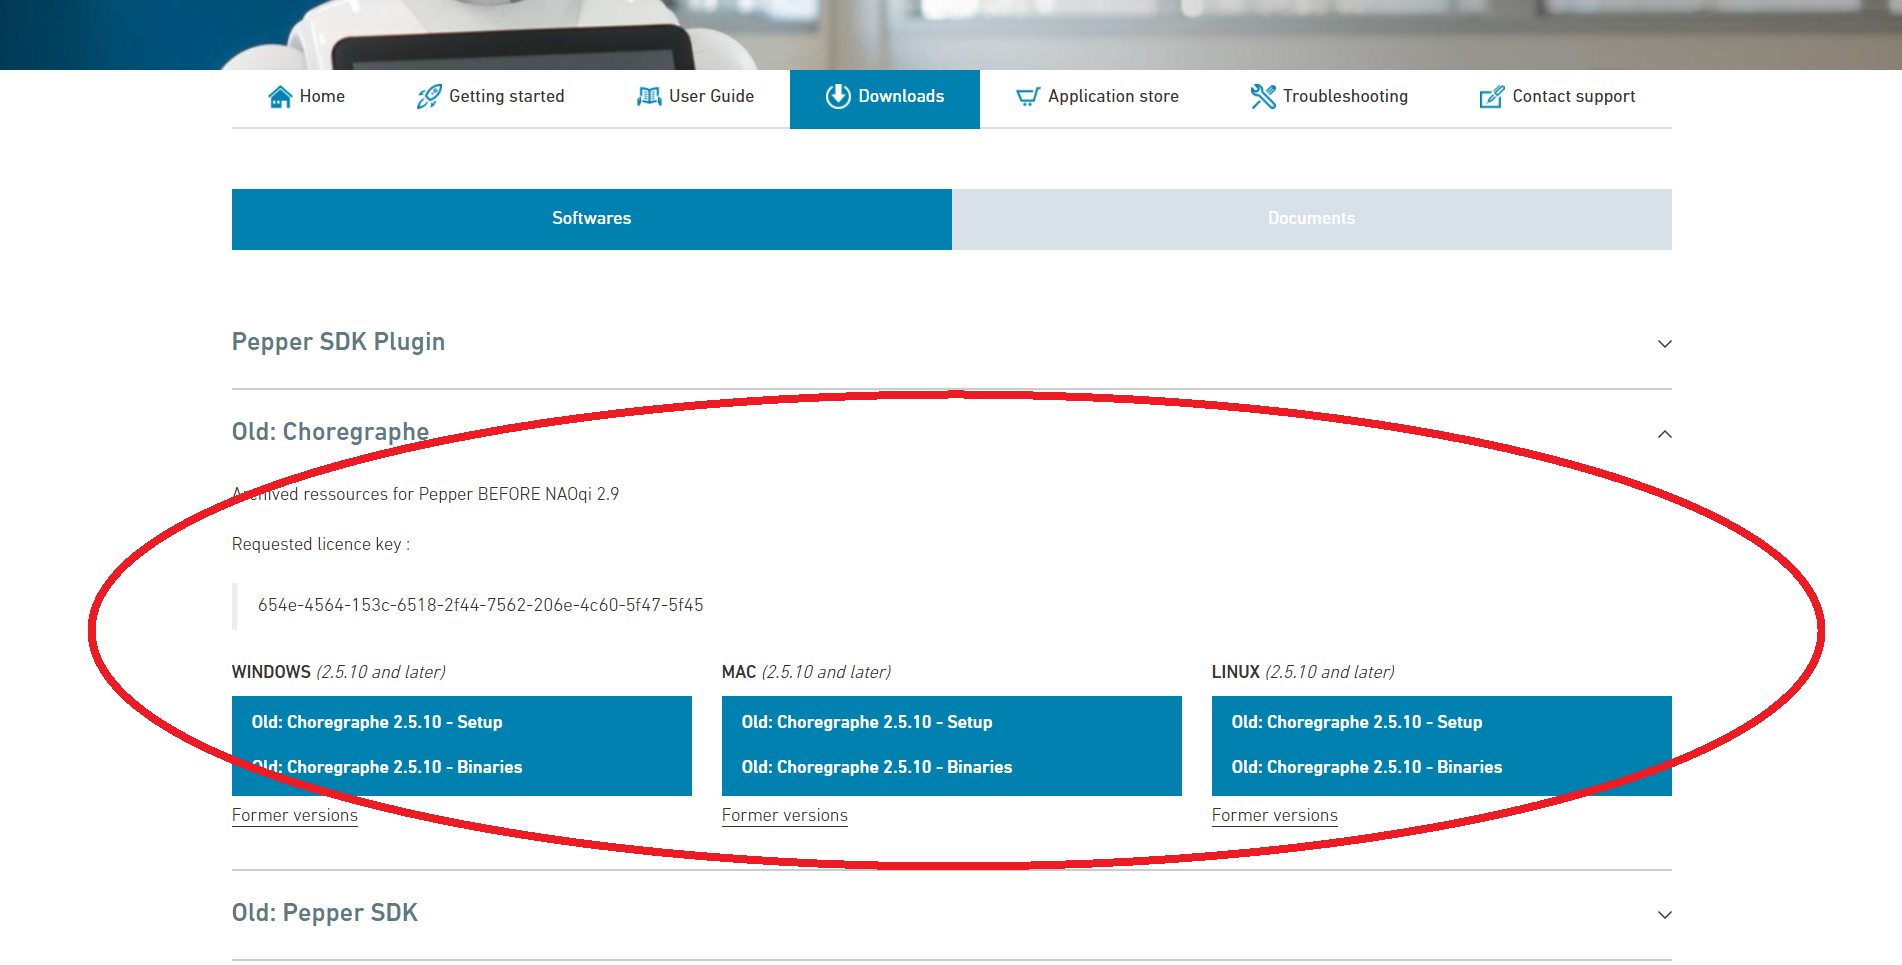 Home Getting started User Guide Downloads Application store Troubleshooting Contact support
Softwares Documents
Pepper SDK Plugin
Old: Choregraphe
Archived ressources for Pepper BEFORE NAOqi 2.9
Requested licence key :
654e-4564-153c-6518-2f44-7562-206e-4c60-5f47-5f45
WINDOWS (2.5.10 and later) MAC (2.5.10 and later) LINUX (2.5.10 and later)
Old: Choregraphe 2.5.10 - Setup Old: Choregraphe 2.5.10 - Setup Old: Choregraphe 2.5.10 - Setup
Old: Choregraphe 2.5.10 - Binaries Old: Choregraphe 2.5.10 - Binaries Old: Choregraphe 2.5.10 - Binaries
Former versions Former versions Former versions
Old: Pepper SDK